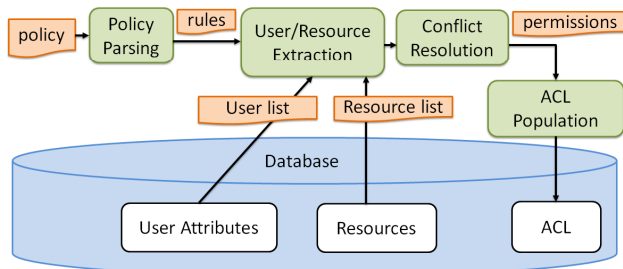 policy
Policy
Parsing
rules
User/Resource
Extraction
Conflict
Resolution
permissions
User list
Resource list
ACL
Population
Database
User Attributes
Resources
ACL